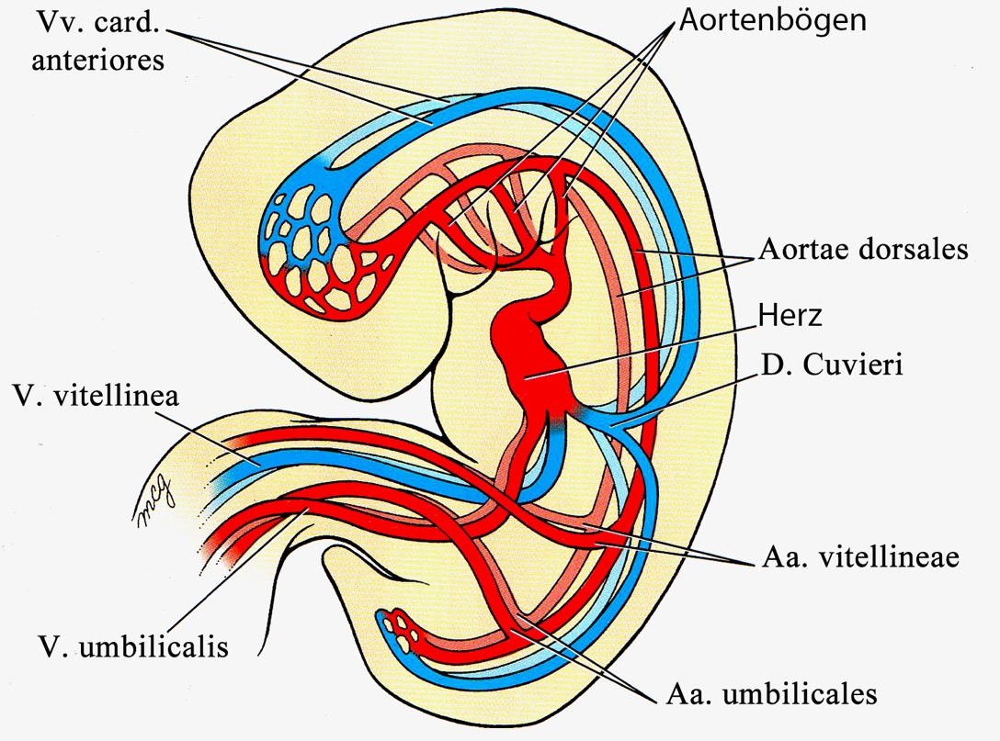 Vv. card.
anteriores
Aortenbögen
Aortae dorsales
Herz
D. Cuvieri
V. vitellinea
mcg
Aa. vitellineae
V. umbilicalis
Aa. umbilicales